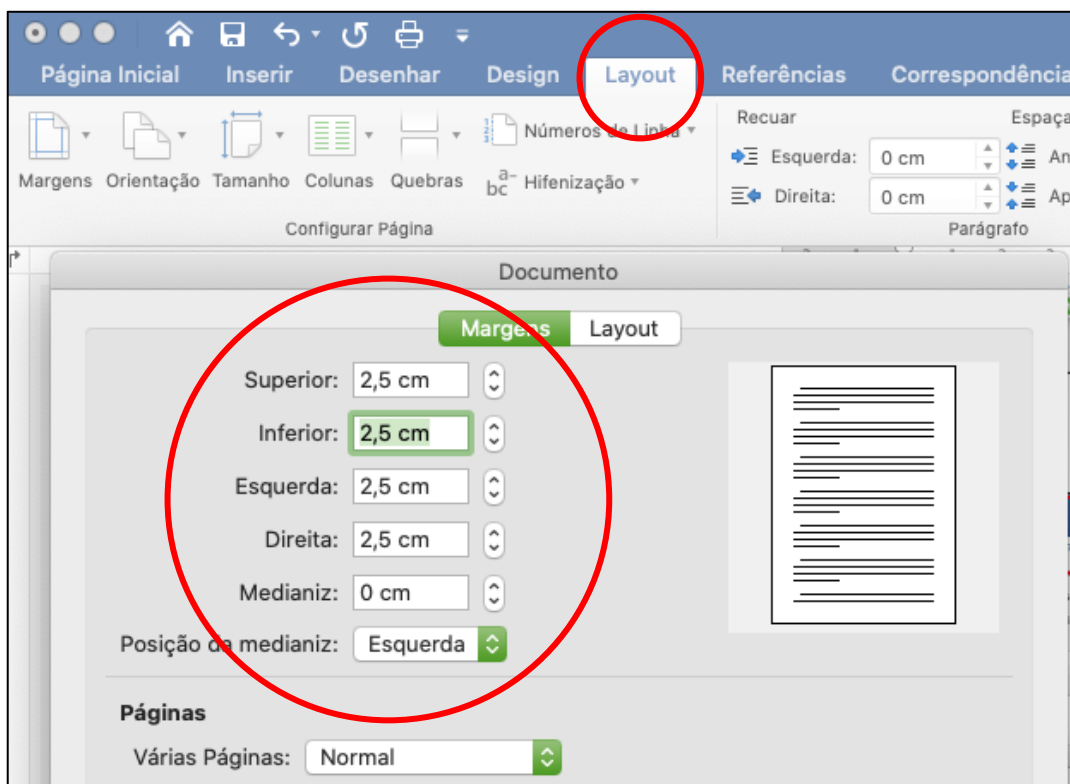 Página Inicial Inserir Desenhar Design Layout Referências Correspondência
Números de Linha Recuar Espaça
Esquerda: 0 cm An
Margens Orientação Tamanho Colunas Quebras Hifenização Direita: 0 cm Ap
Configurar Página Parágrafo
Documento
Margens Layout
Superior: 2,5 cm
Inferior: 2,5 cm
Esquerda: 2,5 cm
Direita: 2,5 cm
Medianiz: 0 cm
Posição da medianiz: Esquerda
Páginas
Várias Páginas: Normal